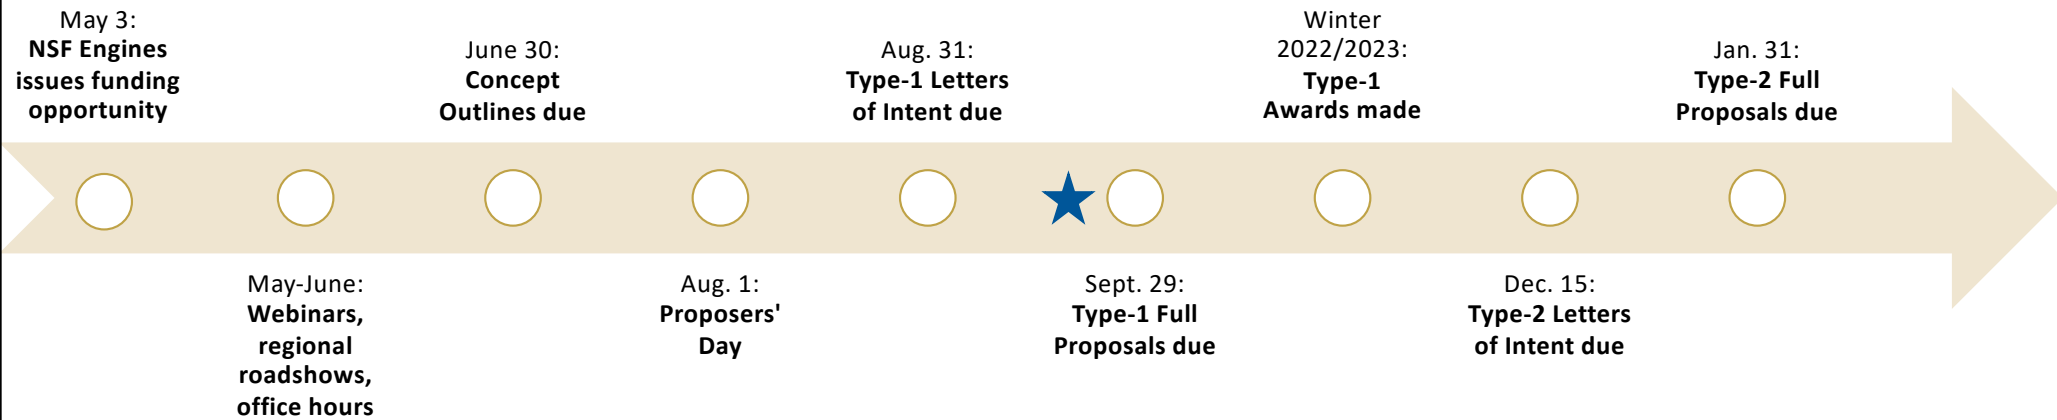 May 3:
NSF Engines
issues funding
opportunity
May-June:
Webinars,
regional
roadshows,
office hours
June 30:
Concept
Outlines due
Aug. 1:
Proposers'
Day
Aug. 31:
Type-1 Letters
of Intent due
Sept. 29:
Type-1 Full
Proposals due
Winter
2022/2023:
Type-1
Awards made
Dec. 15:
Type-2 Letters
of Intent due
Jan. 31:
Type-2 Full
Proposals due